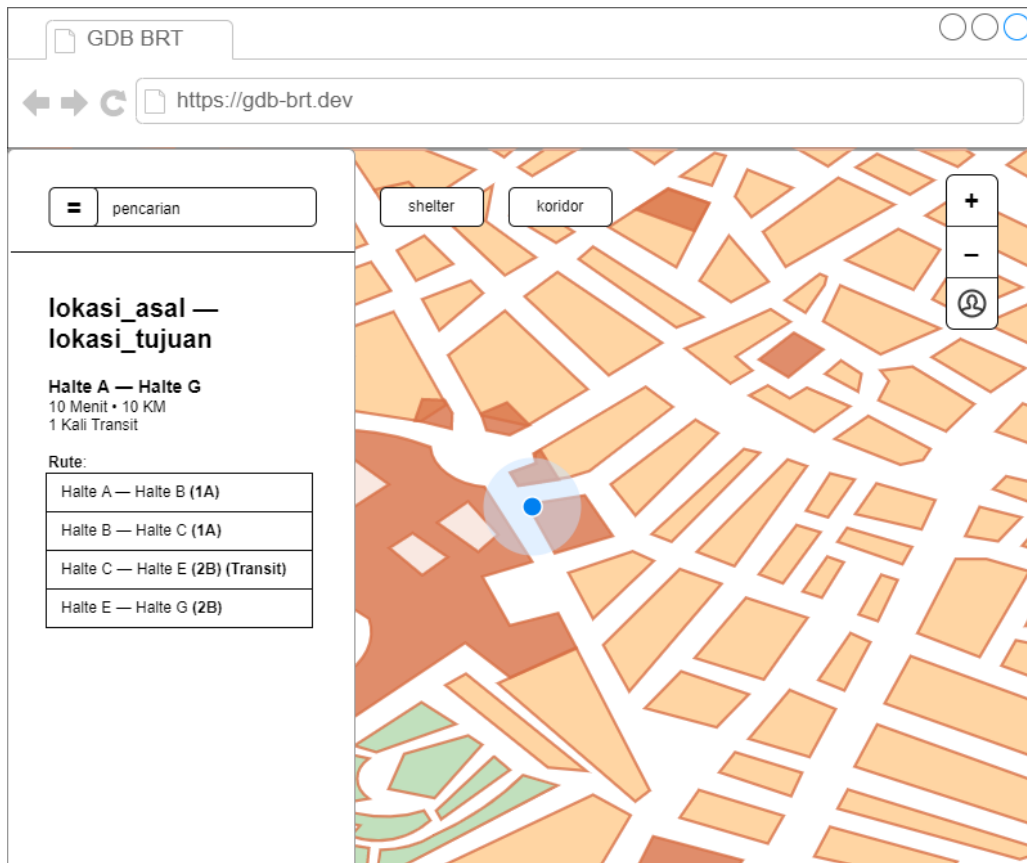 GDB BRT
https://gdb-brt.dev
pencarian
shelter
koridor
+
–
lokasi_asal —
lokasi_tujuan
Halte A — Halte G
10 Menit • 10 KM
1 Kali Transit
Rute:
Halte A — Halte B (1A)
Halte B — Halte C (1A)
Halte C — Halte E (2B) (Transit)
Halte E — Halte G (2B)